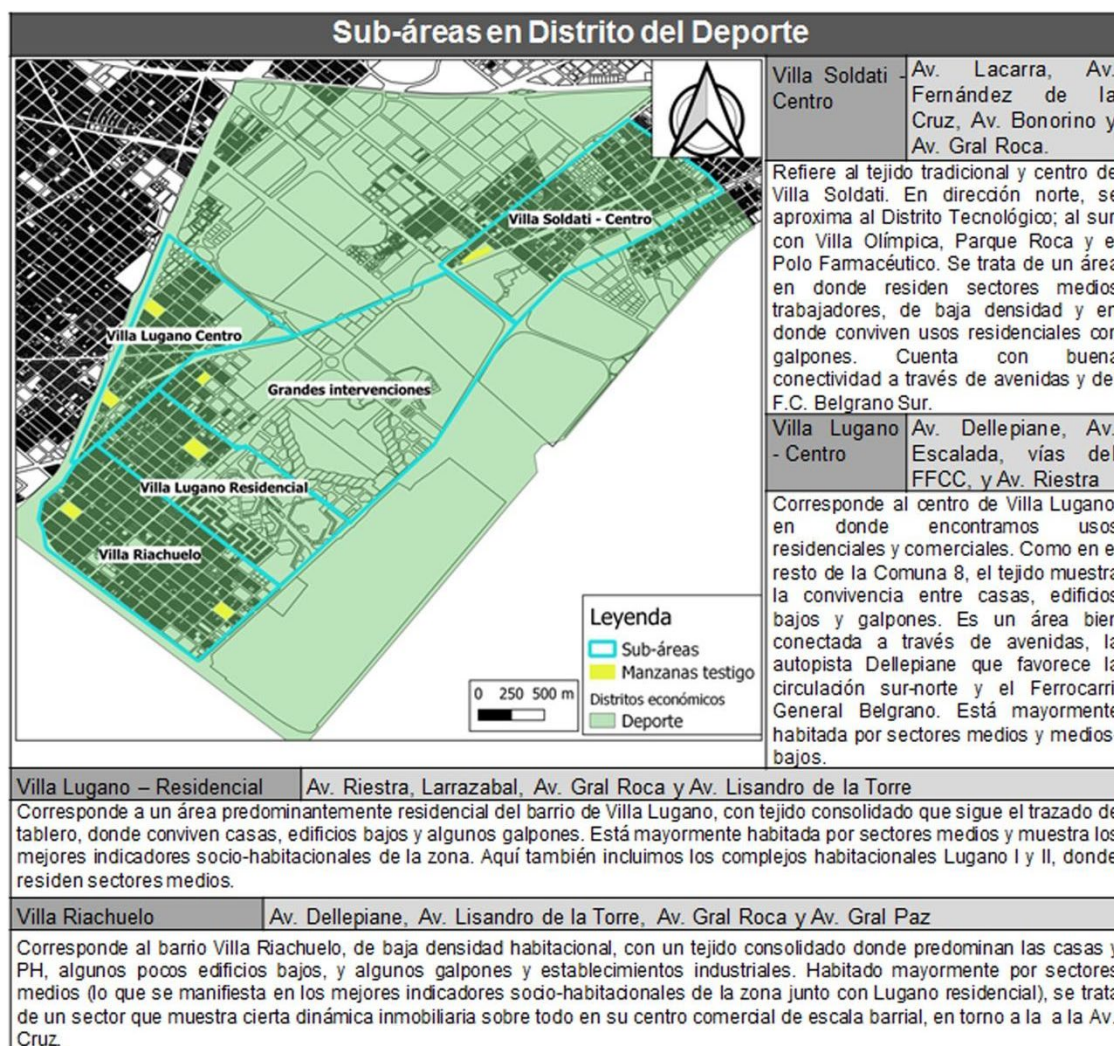 Sub-áreas en Distrito del Deporte
Villa Soldati - Centro
Villa Lugano Centro
Grandes intervenciones
Villa Lugano Residencial
Villa Riachuelo
Leyenda
Sub-áreas
Manzanas testigo
Distritos económicos
Deporte
0 250 500 m
Villa Soldati -
Centro
Av. Lacarra, Av.
Fernández de la
Cruz, Av. Bonorino y
Av. Gral Roca.
Refiere al tejido tradicional y centro de
Villa Soldati. En dirección norte, se
aproxima al Distrito Tecnológico; al sur
con Villa Olímpica, Parque Roca y e
Polo Farmacéutico. Se trata de un área
en donde residen sectores medios
trabajadores, de baja densidad y en
donde conviven usos residenciales con
galpones. Cuenta con buena
conectividad a través de avenidas y de
F.C. Belgrano Sur.
Villa Lugano
- Centro
Av. Dellepiane, Av.
Escalada, vías del
FFCC, y Av. Riestra
Corresponde al centro de Villa Lugano
en donde encontramos usos
residenciales y comerciales. Como en e
resto de la Comuna 8, el tejido muestra
la convivencia entre casas, edificios
bajos y galpones. Es un área bien
conectada a través de avenidas, la
autopista Dellepiane que favorece la
circulación sur-norte y el Ferrocarri
General Belgrano. Está mayormente
habitada por sectores medios y medios
bajos.
Villa Lugano – Residencial
Av. Riestra, Larrazabal, Av. Gral Roca y Av. Lisandro de la Torre
Corresponde a un área predominantemente residencial del barrio de Villa Lugano, con tejido consolidado que sigue el trazado de
tablero, donde conviven casas, edificios bajos y algunos galpones. Está mayormente habitada por sectores medios y muestra los
mejores indicadores socio-habitacionales de la zona. Aquí también incluimos los complejos habitacionales Lugano I y II, donde
residen sectores medios.
Villa Riachuelo
Av. Dellepiane, Av. Lisandro de la Torre, Av. Gral Roca y Av. Gral Paz
Corresponde al barrio Villa Riachuelo, de baja densidad habitacional, con un tejido consolidado donde predominan las casas y
PH, algunos pocos edificios bajos, y algunos galpones y establecimientos industriales. Habitado mayormente por sectores
medios (lo que se manifiesta en los mejores indicadores socio-habitacionales de la zona junto con Lugano residencial), se trata
de un sector que muestra cierta dinámica inmobiliaria sobre todo en su centro comercial de escala barrial, en torno a la a la Av.
Cruz.